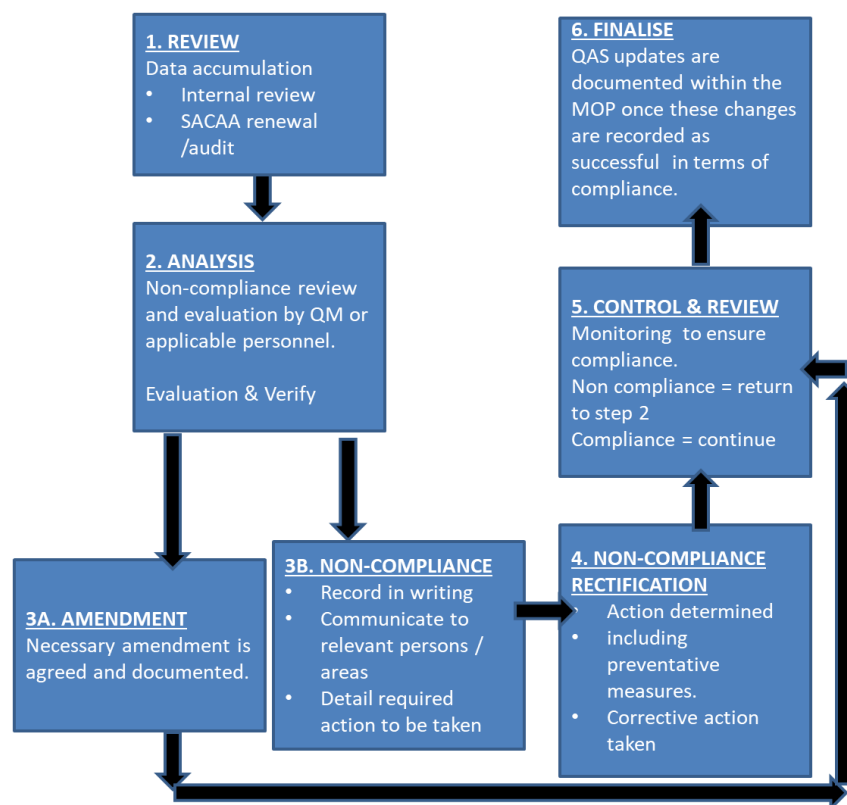 1. REVIEW
Data accumulation
• Internal review
• SACAA renewal
/audit
2. ANALYSIS
Non-compliance review
and evaluation by QM or
applicable personnel.
Evaluation & Verify
3A. AMENDMENT
Necessary amendment is
agreed and documented.
3B. NON-COMPLIANCE
• Record in writing
• Communicate to
relevant persons /
areas
• Detail required
action to be taken
4. NON-COMPLIANCE
RECTIFICATION
• Action determined
• including
preventative
measures.
• Corrective action
taken
5. CONTROL & REVIEW
Monitoring to ensure
compliance.
Non compliance = return
to step 2
Compliance = continue
6. FINALISE
QAS updates are
documented within the
MOP once these changes
are recorded as
successful in terms of
compliance.